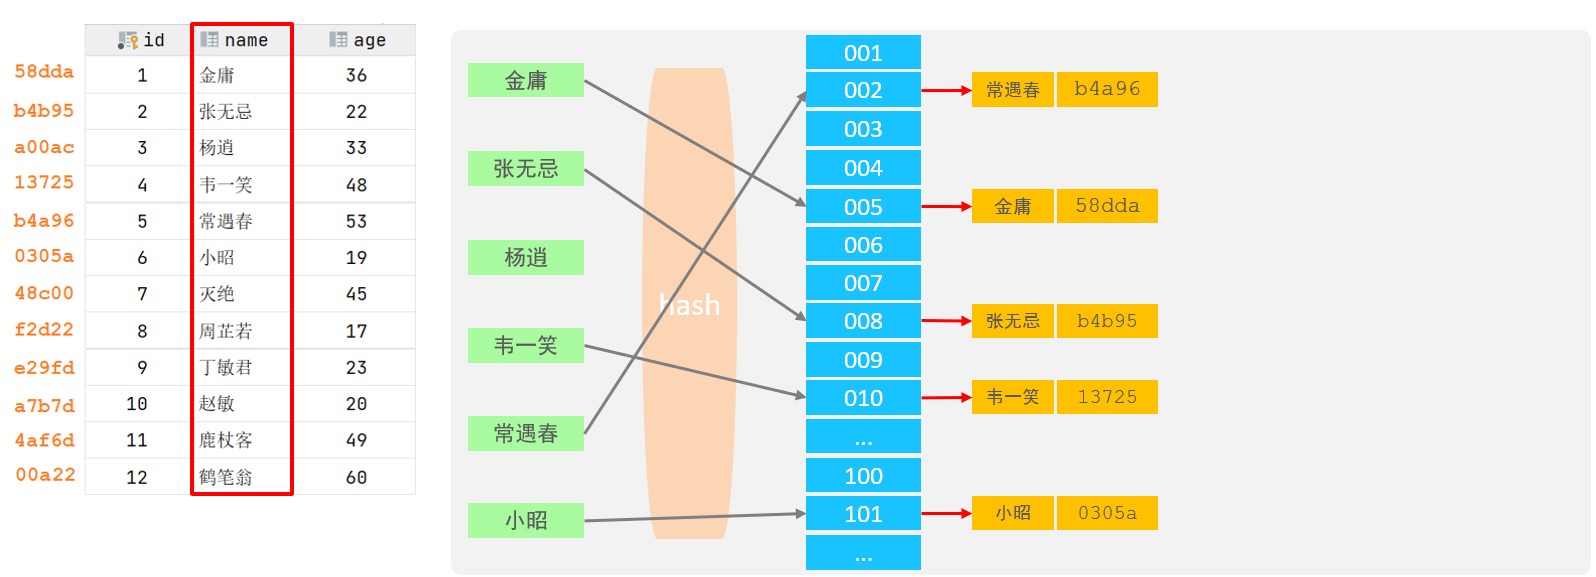 id name age
58dda 1 金庸 36
b4b95 2 张无忌 22
a00ac 3 杨逍 33
13725 4 韦一笑 48
b4a96 5 常遇春 53
0305a 6 小昭 19
48c00 7 灭绝 45
f2d22 8 周芷若 17
e29fd 9 丁敏君 23
a7b7d 10 赵敏 20
4af6d 11 鹿杖客 49
00a22 12 鹤笔翁 60
金庸
张无忌
杨逍
韦一笑
常遇春
小昭
hash
001
002
003
004
005
006
007
008
009
010
...
100
101
...
常遇春 b4a96
金庸 58dda
张无忌 b4b95
韦一笑 13725
小昭 0305a